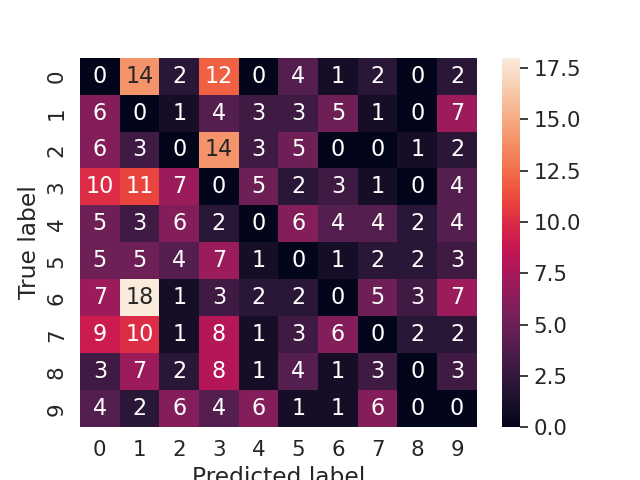 0 0 14 2 12 0 4 1 2 0 2
1 6 0 1 4 3 3 5 1 0 7
2 6 3 0 14 3 5 0 0 1 2
3 10 11 7 0 5 2 3 1 0 4
4 5 3 6 2 0 6 4 4 2 4
5 5 5 4 7 1 0 1 2 2 3
6 7 18 1 3 2 2 0 5 3 7
7 9 10 1 8 1 3 6 0 2 2
8 3 7 2 8 1 4 1 3 0 3
9 4 2 6 4 6 1 1 6 0 0
0 1 2 3 4 5 6 7 8 9
Predicted label
True label
17.5
15.0
12.5
10.0
7.5
5.0
2.5
0.0